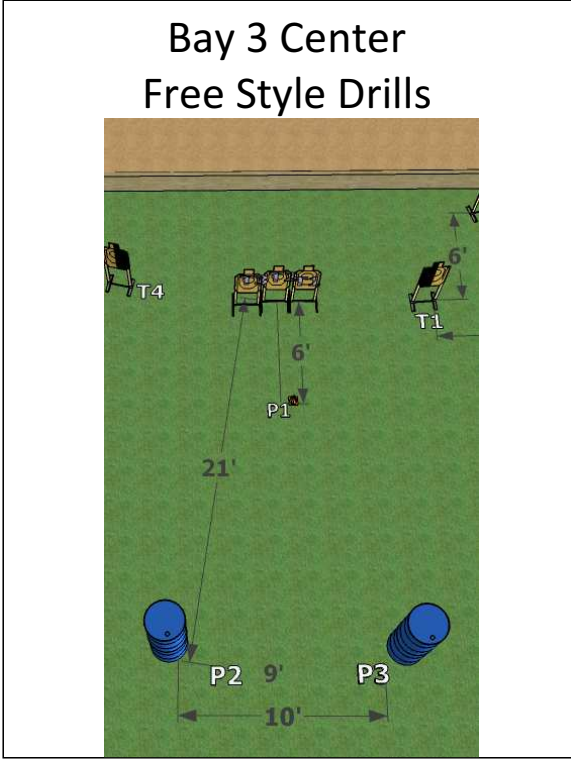 Bay 3 Center
Free Style Drills
6'
T4
T1
6'
P1
21'
P2 9' P3
10'